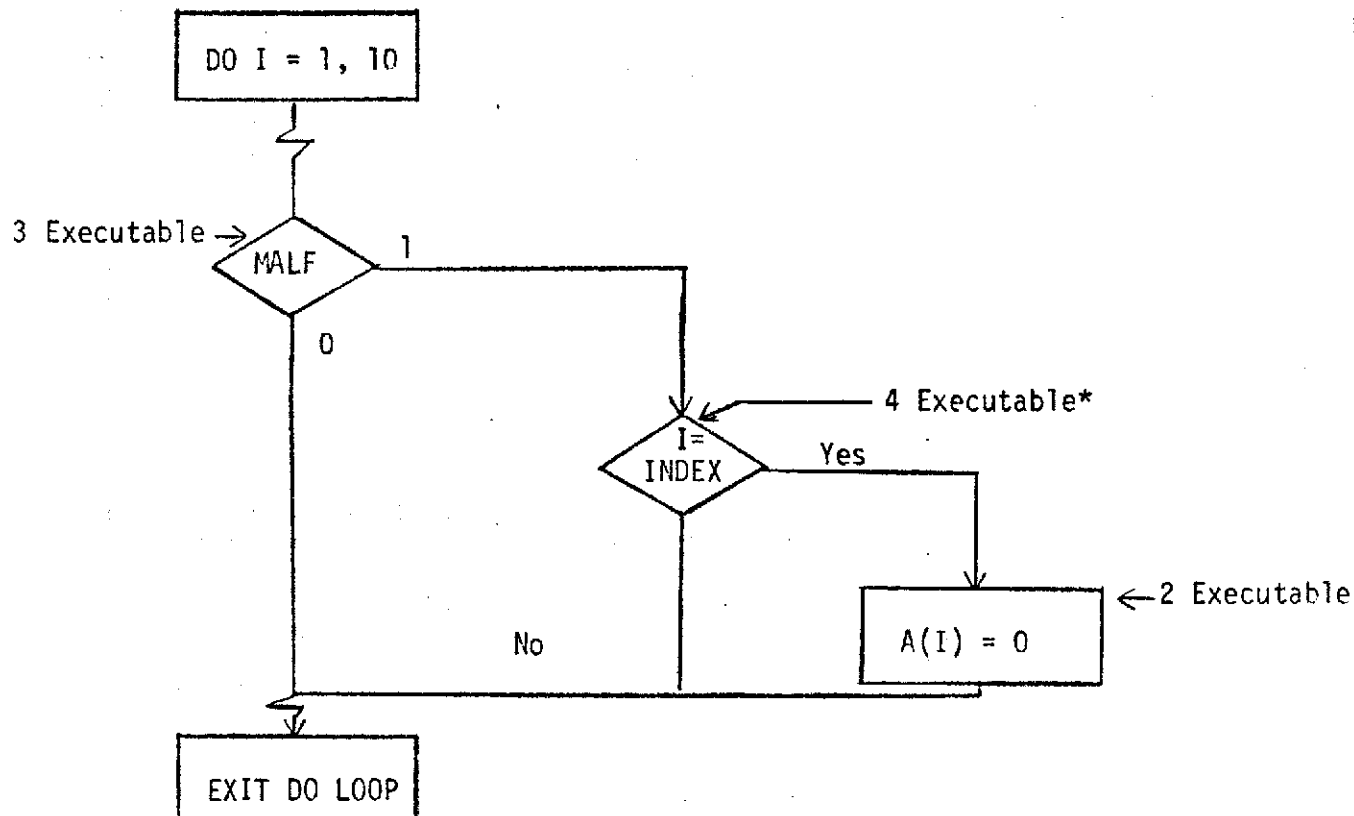 DO I = 1, 10
3 Executable
MALF
1
0
4 Executable*
I=
INDEX
Yes
2 Executable
A(I) = 0
No
EXIT DO LOOP